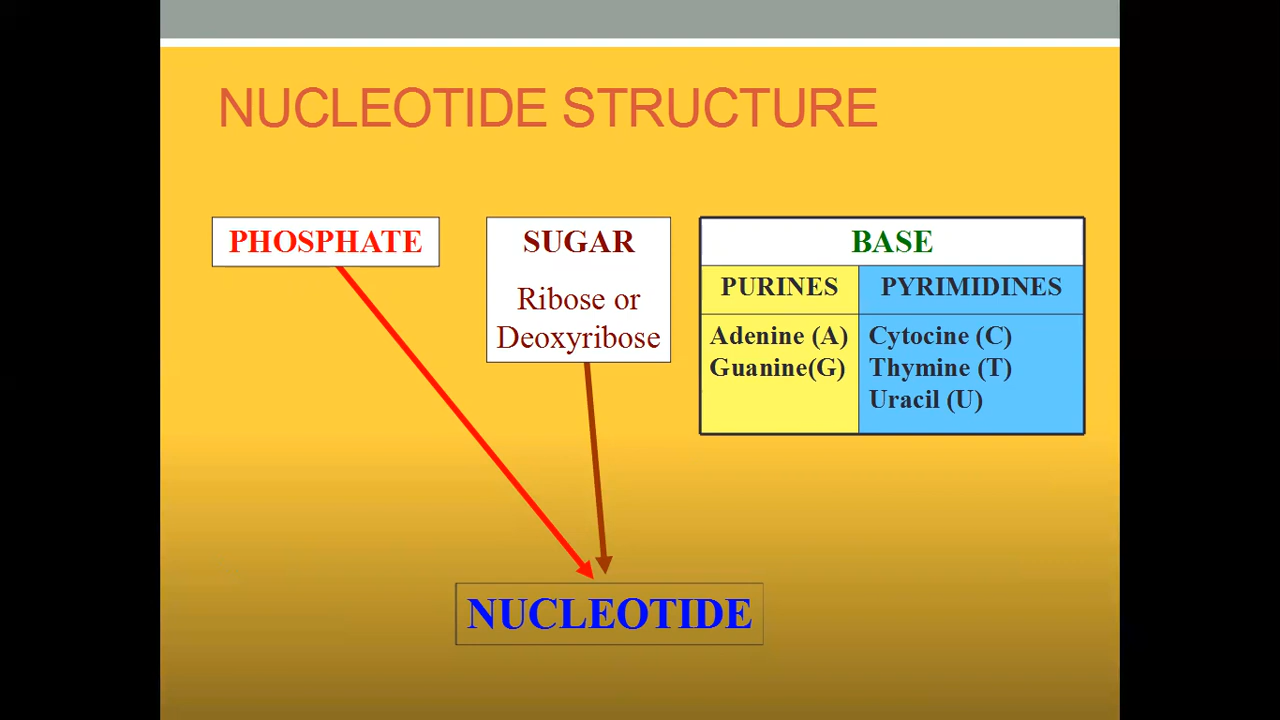 NUCLEOTIDE STRUCTURE
PHOSPHATE
SUGAR
Ribose or
Deoxyribose
BASE
PURINES
PYRIMIDINES
Adenine (A)
Guanine(G)
Cytocine (C)
Thymine (T)
Uracil (U)
NUCLEOTIDE